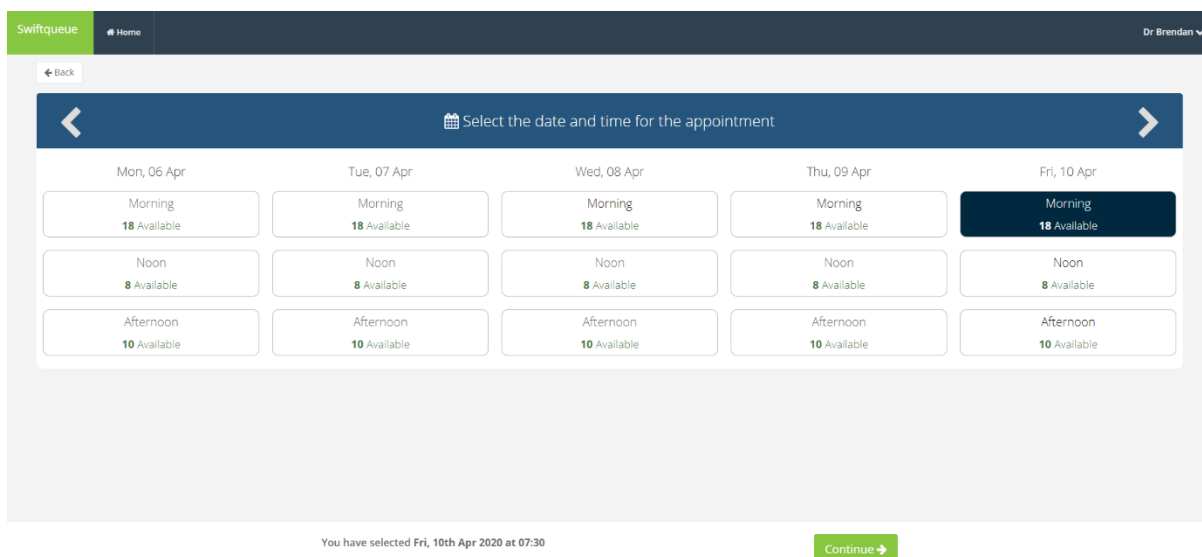 Swiftqueue Home Dr Brendan
Back
Select the date and time for the appointment
Mon, 06 Apr Tue, 07 Apr Wed, 08 Apr Thu, 09 Apr Fri, 10 Apr
Morning Morning Morning Morning Morning
18 Available 18 Available 18 Available 18 Available 18 Available
Noon Noon Noon Noon Noon
8 Available 8 Available 8 Available 8 Available 8 Available
Afternoon Afternoon Afternoon Afternoon Afternoon
10 Available 10 Available 10 Available 10 Available 10 Available
You have selected Fri, 10th Apr 2020 at 07:30 Continue